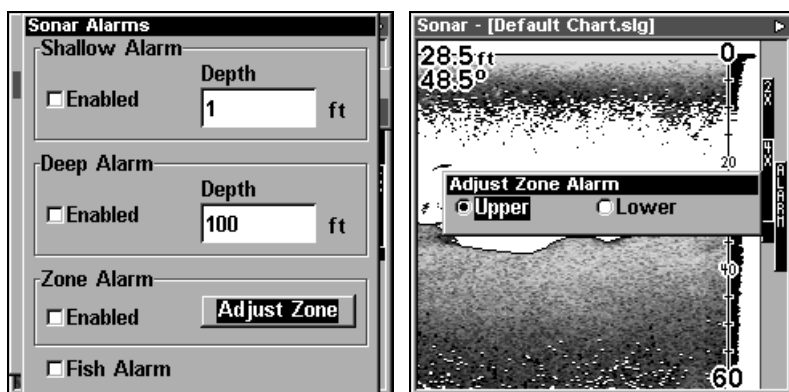 Sonar Alarms
Shallow Alarm
Depth
Enabled
1
ft
Deep Alarm
Depth
Enabled
100
ft
Zone Alarm
Enabled
Adjust Zone
Fish Alarm
Sonar - [Default Chart.slg]
28.5 ft
0
48.5º
2X
4X
20
ALARM
Adjust Zone Alarm
Upper
Lower
40
60